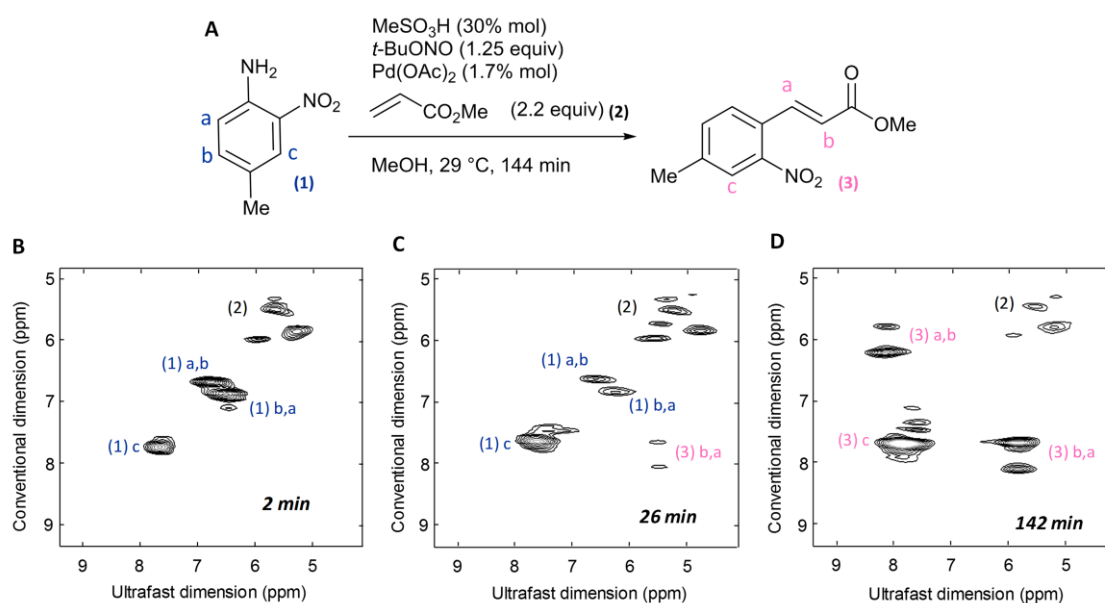 A
MeSO3H (30% mol)
t-BuONO (1.25 equiv)
Pd(OAc)2 (1.7% mol)
CO2Me (2.2 equiv) (2)
MeOH, 29 °C, 144 min
NH2
NO2
a
b
c
(1)
Me
a
O
b
OMe
Me
NO2
c
(3)
B
Conventional dimension (ppm)
5
6
7
8
9
(2)
(1) a,b
(1) b,a
(1) c
2 min
9 8 7 6 5
Ultrafast dimension (ppm)
C
Conventional dimension (ppm)
5
6
7
8
9
(2)
(1) a,b
(1) b,a
(1) c
(3) b,a
26 min
9 8 7 6 5
Ultrafast dimension (ppm)
D
Conventional dimension (ppm)
5
6
7
8
9
(2)
(3) a,b
(3) c
(3) b,a
142 min
9 8 7 6 5
Ultrafast dimension (ppm)